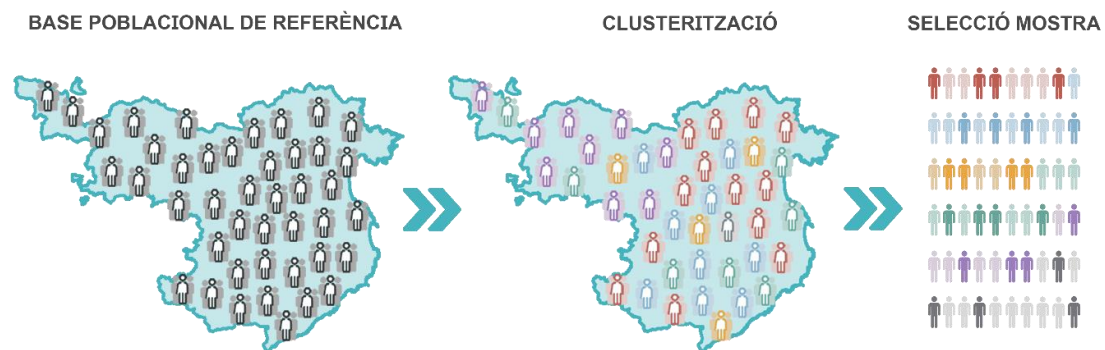 BASE POBLACIONAL DE REFERÈNCIA
CLUSTERITZACIÓ
SELECCIÓ MOSTRA